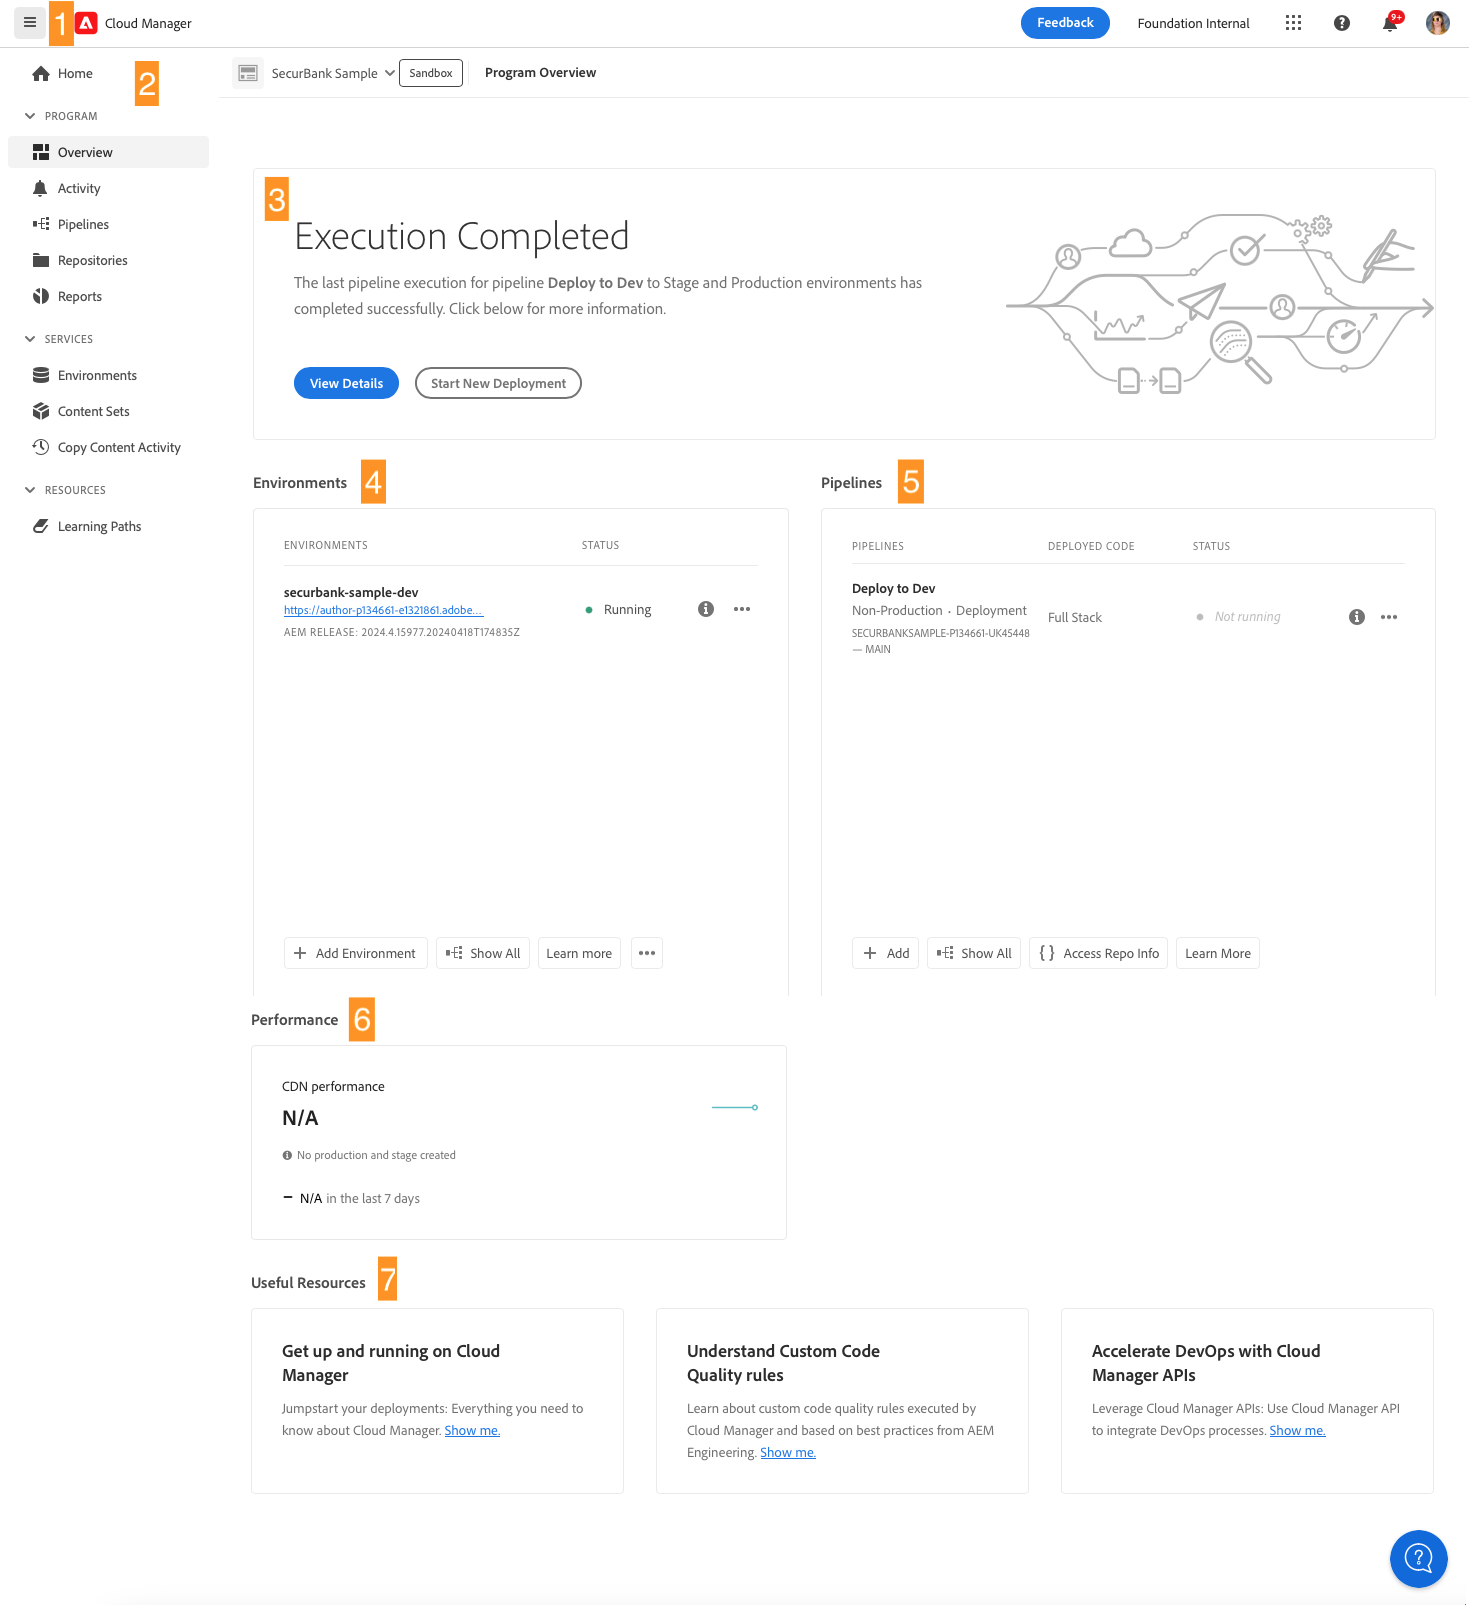 1
Cloud Manager
Feedback
Foundation Internal
9+
Home
2
PROGRAM
Overview
Activity
Pipelines
Repositories
Reports
SERVICES
Environments
Content Sets
Copy Content Activity
RESOURCES
Learning Paths
SecurBank Sample
Sandbox
Program Overview
3
Execution Completed
The last pipeline execution for pipeline Deploy to Dev to Stage and Production environments has
completed successfully. Click below for more information.
View Details
Start New Deployment
Environments
4
ENVIRONMENTS
STATUS
securbank-sample-dev
https://author-p134661-e1321861.adobe...
Running
AEM RELEASE: 2024.4.15977.20240418T174835Z
+ Add Environment
Show All
Learn more
Pipelines
5
PIPELINES
DEPLOYED CODE
STATUS
Deploy to Dev
Non-Production · Deployment
SECURBANKSAMPLE-P134661-UK45448
— MAIN
Full Stack
Not running
+ Add
Show All
{ } Access Repo Info
Learn More
Performance
6
CDN performance
N/A
No production and stage created
– N/A in the last 7 days
Useful Resources
7
Get up and running on Cloud
Manager
Jumpstart your deployments: Everything you need to
know about Cloud Manager. Show me.
Understand Custom Code
Quality rules
Learn about custom code quality rules executed by
Cloud Manager and based on best practices from AEM
Engineering. Show me.
Accelerate DevOps with Cloud
Manager APIs
Leverage Cloud Manager APIs: Use Cloud Manager API
to integrate DevOps processes. Show me.